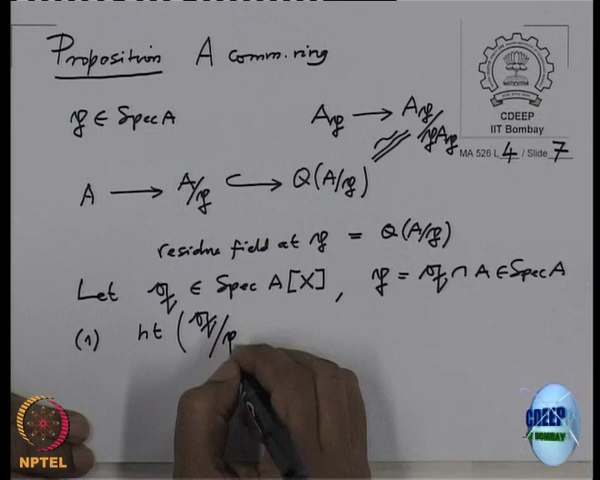 Proposition A comm. ring
𝔭 ∈ Spec A
A𝔭 → A𝔭/𝔭A𝔭
A → A/𝔭 ↪ Q(A/𝔭)
residue field at 𝔭 = Q(A/𝔭)
Let 𝔮 ∈ Spec A[X], 𝔭 = 𝔮 ∩ A ∈ Spec A
(1) ht (𝔮/𝔭
CDEEP
IIT Bombay
MA 526 L 4 / Slide 7
NPTEL
CDEEP
IIT BOMBAY